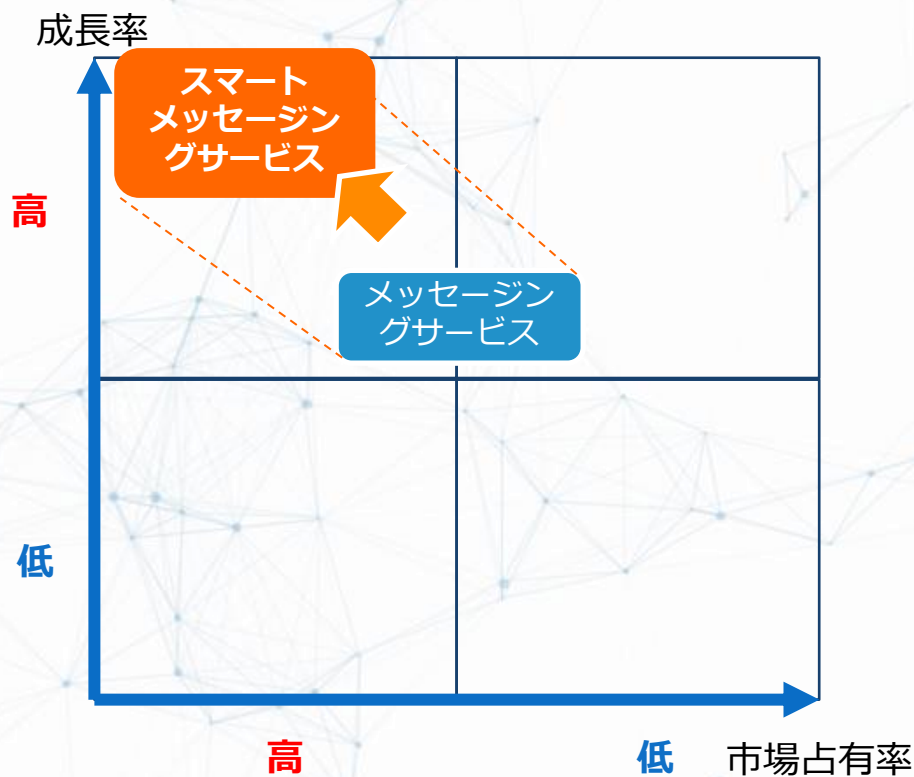 成長率
スマート
メッセージン
グサービス
高
メッセージン
グサービス
低
高
低
市場占有率